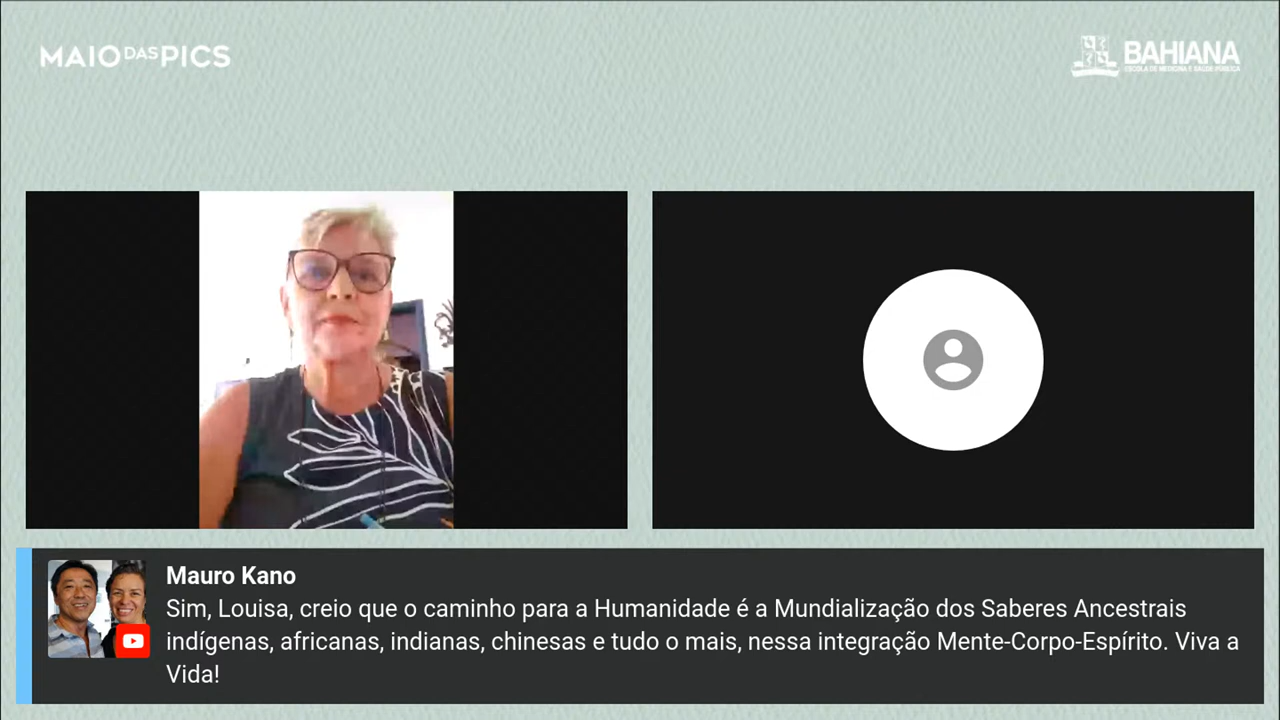 MAIO DAS PICS
BAHIANA
ESCOLA DE MEDICINA E SAÚDE PÚBLICA
Mauro Kano
Sim, Louisa, creio que o caminho para a Humanidade é a Mundialização dos Saberes Ancestrais
indígenas, africanas, indianas, chinesas e tudo o mais, nessa integração Mente-Corpo-Espírito. Viva a
Vida!